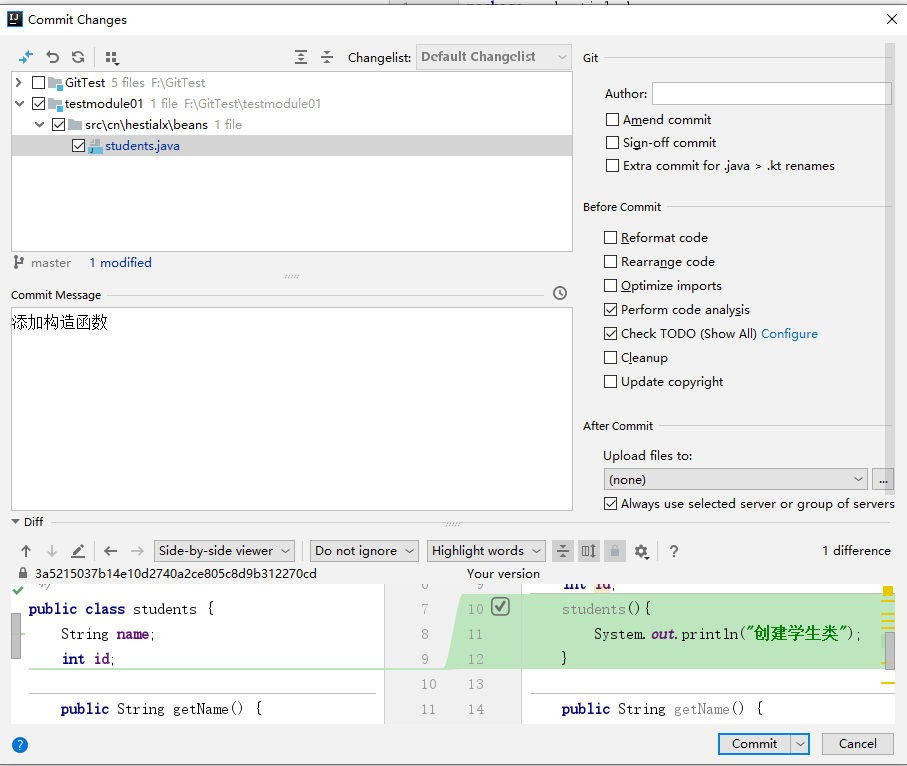 Commit Changes
Changelist: Default Changelist
GitTest 5 files F:\GitTest
testmodule01 1 file F:\GitTest\testmodule01
src\cn\hestialx\beans 1 file
students.java
master 1 modified
Commit Message
添加构造函数
Git
Author:
Amend commit
Sign-off commit
Extra commit for .java > .kt renames
Before Commit
Reformat code
Rearrange code
Optimize imports
Perform code analysis
Check TODO (Show All) Configure
Cleanup
Update copyright
After Commit
Upload files to:
(none)
...
Always use selected server or group of servers
Diff
Side-by-side viewer Do not ignore Highlight words ? 1 difference
3a5215037b14e10d2740a2ce805c8d9b312270cd Your version
*/ 6 9 int id;
public class students { 7 10 students(){
String name; 8 11 System.out.println("创建学生类");
int id; 9 12 }
10 13
public String getName() { 11 14 public String getName() {
? Commit Cancel